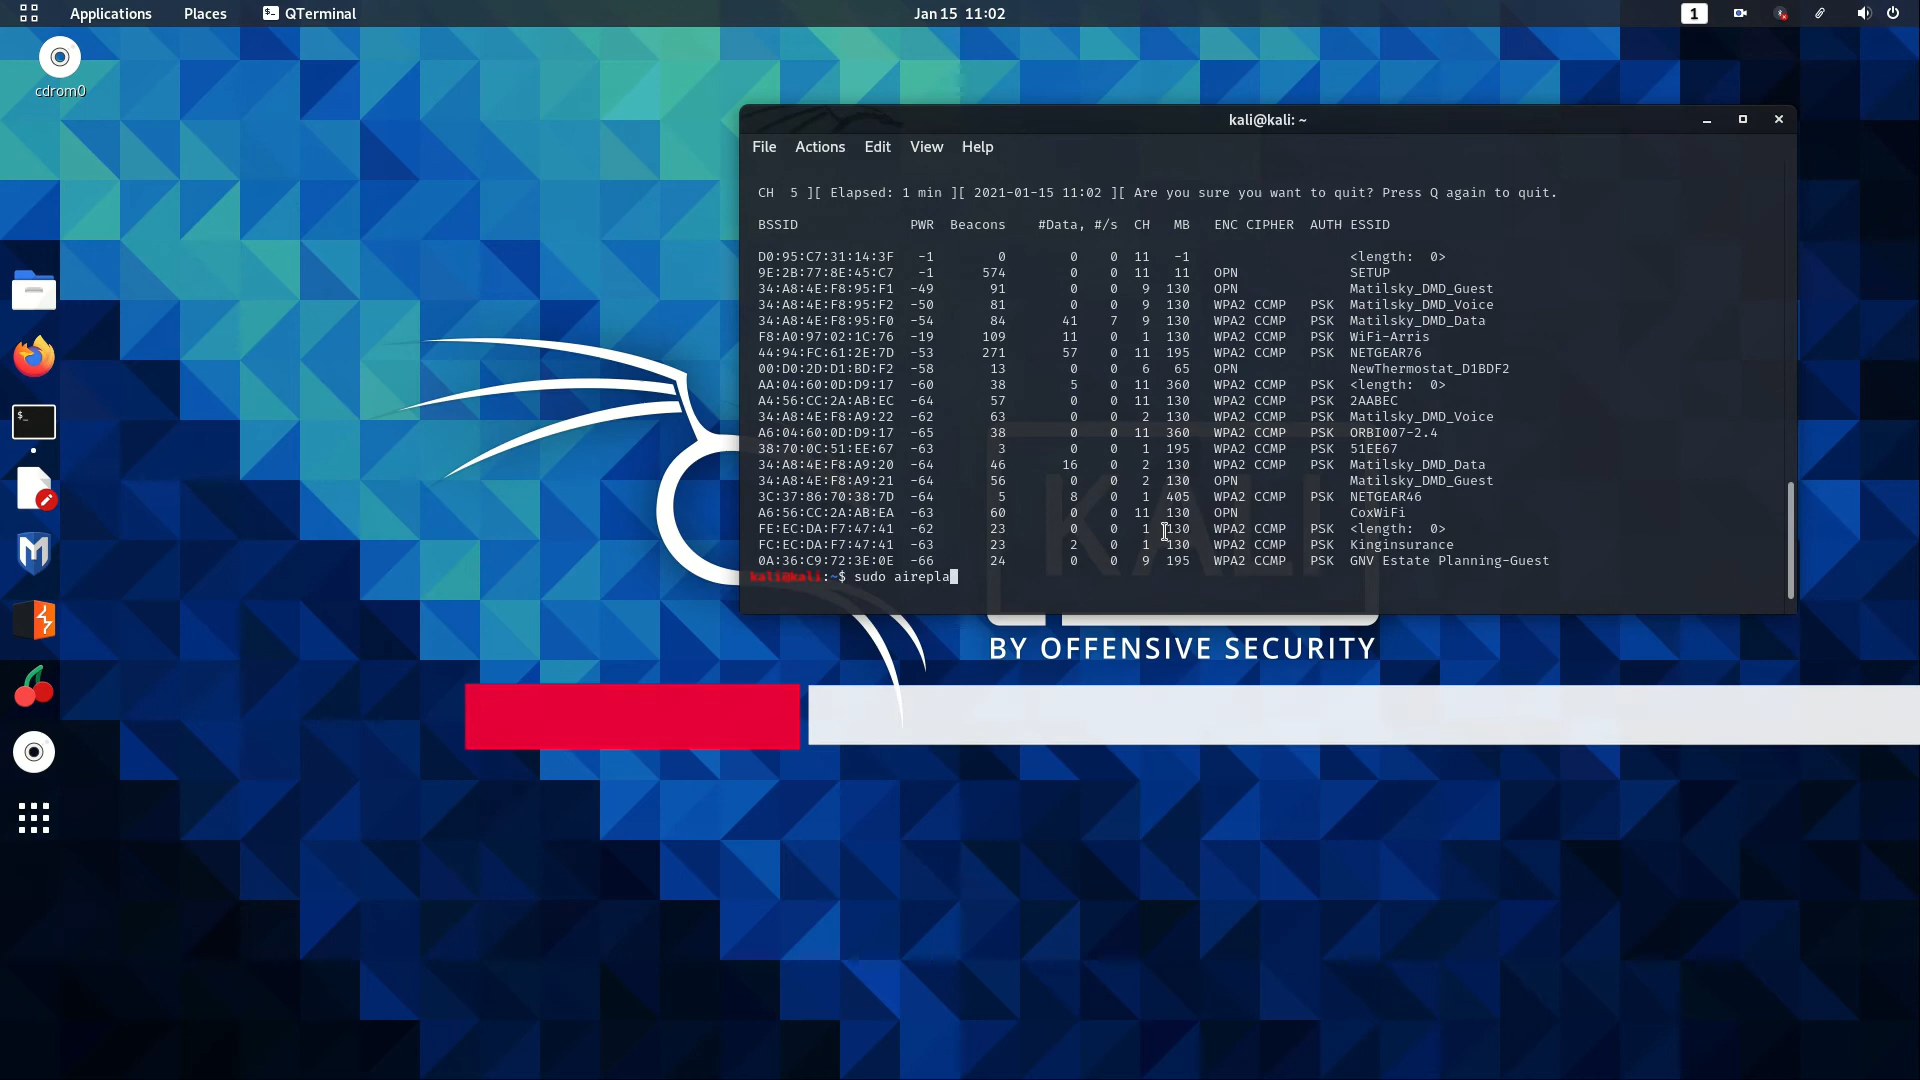 Applications Places QTerminal Jan 15 11:02 1
cdrom0
kali@kali: ~
File Actions Edit View Help
CH 5 ][ Elapsed: 1 min ][ 2021-01-15 11:02 ][ Are you sure you want to quit? Press Q again to quit.
BSSID PWR Beacons #Data, #/s CH MB ENC CIPHER AUTH ESSID
D0:95:C7:31:14:3F -1 0 0 0 11 -1 <length: 0>
9E:2B:77:8E:45:C7 -1 574 0 0 11 11 OPN SETUP
34:A8:4E:F8:95:F1 -49 91 0 0 9 130 OPN Matilsky_DMD_Guest
34:A8:4E:F8:95:F2 -50 81 0 0 9 130 WPA2 CCMP PSK Matilsky_DMD_Voice
34:A8:4E:F8:95:F0 -54 84 41 7 9 130 WPA2 CCMP PSK Matilsky_DMD_Data
F8:A0:97:02:1C:76 -19 109 11 0 1 130 WPA2 CCMP PSK WiFi-Arris
44:94:FC:61:2E:7D -53 271 57 0 11 195 WPA2 CCMP PSK NETGEAR76
00:D0:2D:D1:BD:F2 -58 13 0 0 6 65 OPN NewThermostat_D1BDF2
AA:04:60:0D:D9:17 -60 38 5 0 11 360 WPA2 CCMP PSK <length: 0>
A4:56:CC:2A:AB:EC -64 57 0 0 11 130 WPA2 CCMP PSK 2AABEC
34:A8:4E:F8:A9:22 -62 63 0 0 2 130 WPA2 CCMP PSK Matilsky_DMD_Voice
A6:04:60:0D:D9:17 -65 38 0 0 11 360 WPA2 CCMP PSK ORBI007-2.4
38:70:0C:51:EE:67 -63 3 0 0 1 195 WPA2 CCMP PSK 51EE67
34:A8:4E:F8:A9:20 -64 46 16 0 2 130 WPA2 CCMP PSK Matilsky_DMD_Data
34:A8:4E:F8:A9:21 -64 56 0 0 2 130 OPN Matilsky_DMD_Guest
3C:37:86:70:38:7D -64 5 8 0 1 405 WPA2 CCMP PSK NETGEAR46
A6:56:CC:2A:AB:EA -63 60 0 0 11 130 OPN CoxWiFi
FE:EC:DA:F7:47:41 -62 23 0 0 1 130 WPA2 CCMP PSK <length: 0>
FC:EC:DA:F7:47:41 -63 23 2 0 1 130 WPA2 CCMP PSK Kinginsurance
0A:36:C9:72:3E:0E -66 24 0 0 9 195 WPA2 CCMP PSK GNV Estate Planning-Guest
kali@kali:~$ sudo airepla
KALI
BY OFFENSIVE SECURITY